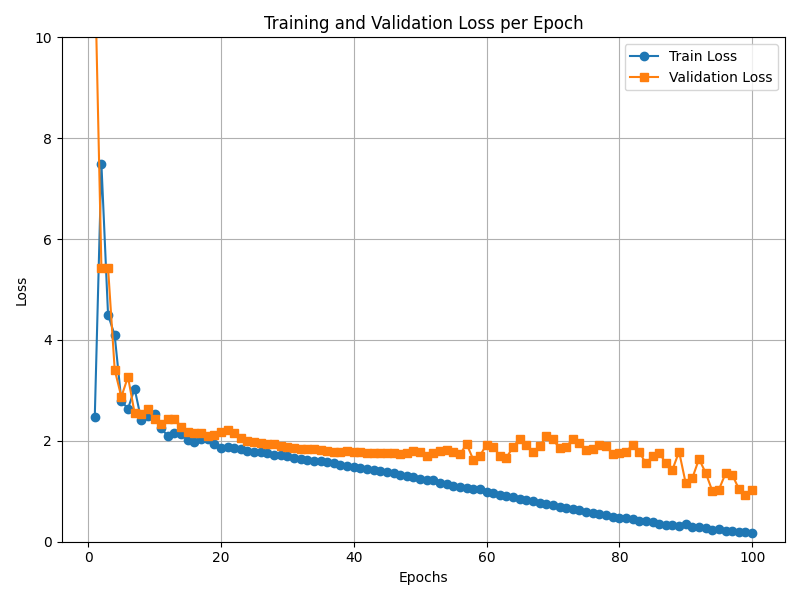 Training and Validation Loss per Epoch
Train Loss
Validation Loss
Loss
10
8
6
4
2
0
0 20 40 60 80 100
Epochs